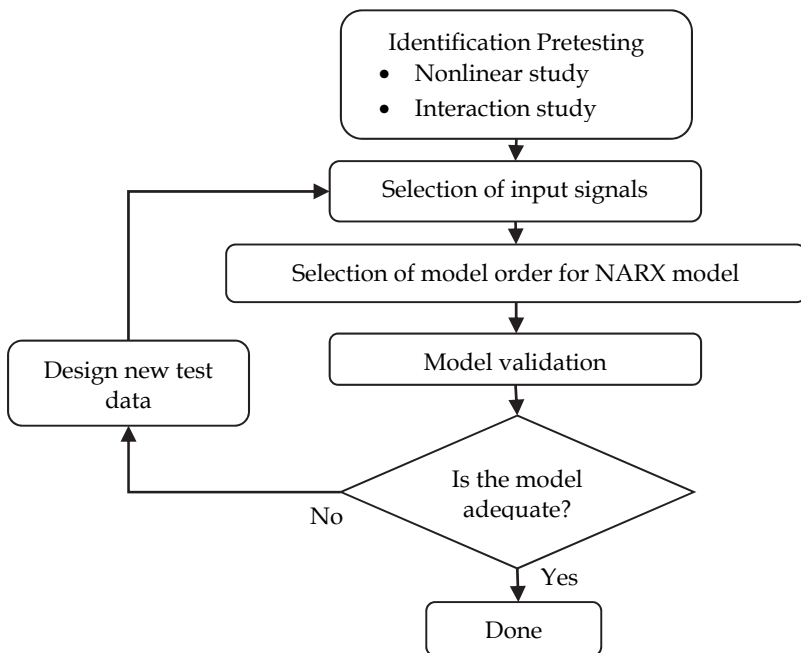 Identification Pretesting
• Nonlinear study
• Interaction study
Selection of input signals
Selection of model order for NARX model
Model validation
Design new test
data
Is the model
adequate?
No
Yes
Done